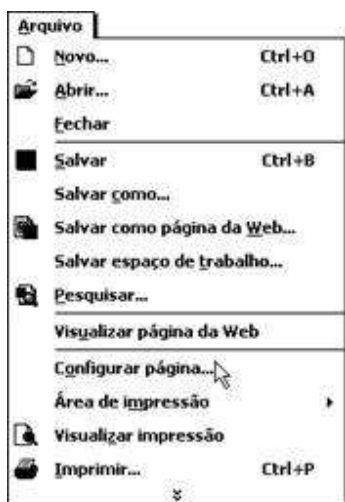 Arquivo
Novo... Ctrl+O
Abrir... Ctrl+A
Fechar
Salvar Ctrl+B
Salvar como...
Salvar como página da Web...
Salvar espaço de trabalho...
Pesquisar...
Visualizar página da Web
Configurar página...
Área de impressão
Visualizar impressão
Imprimir... Ctrl+P